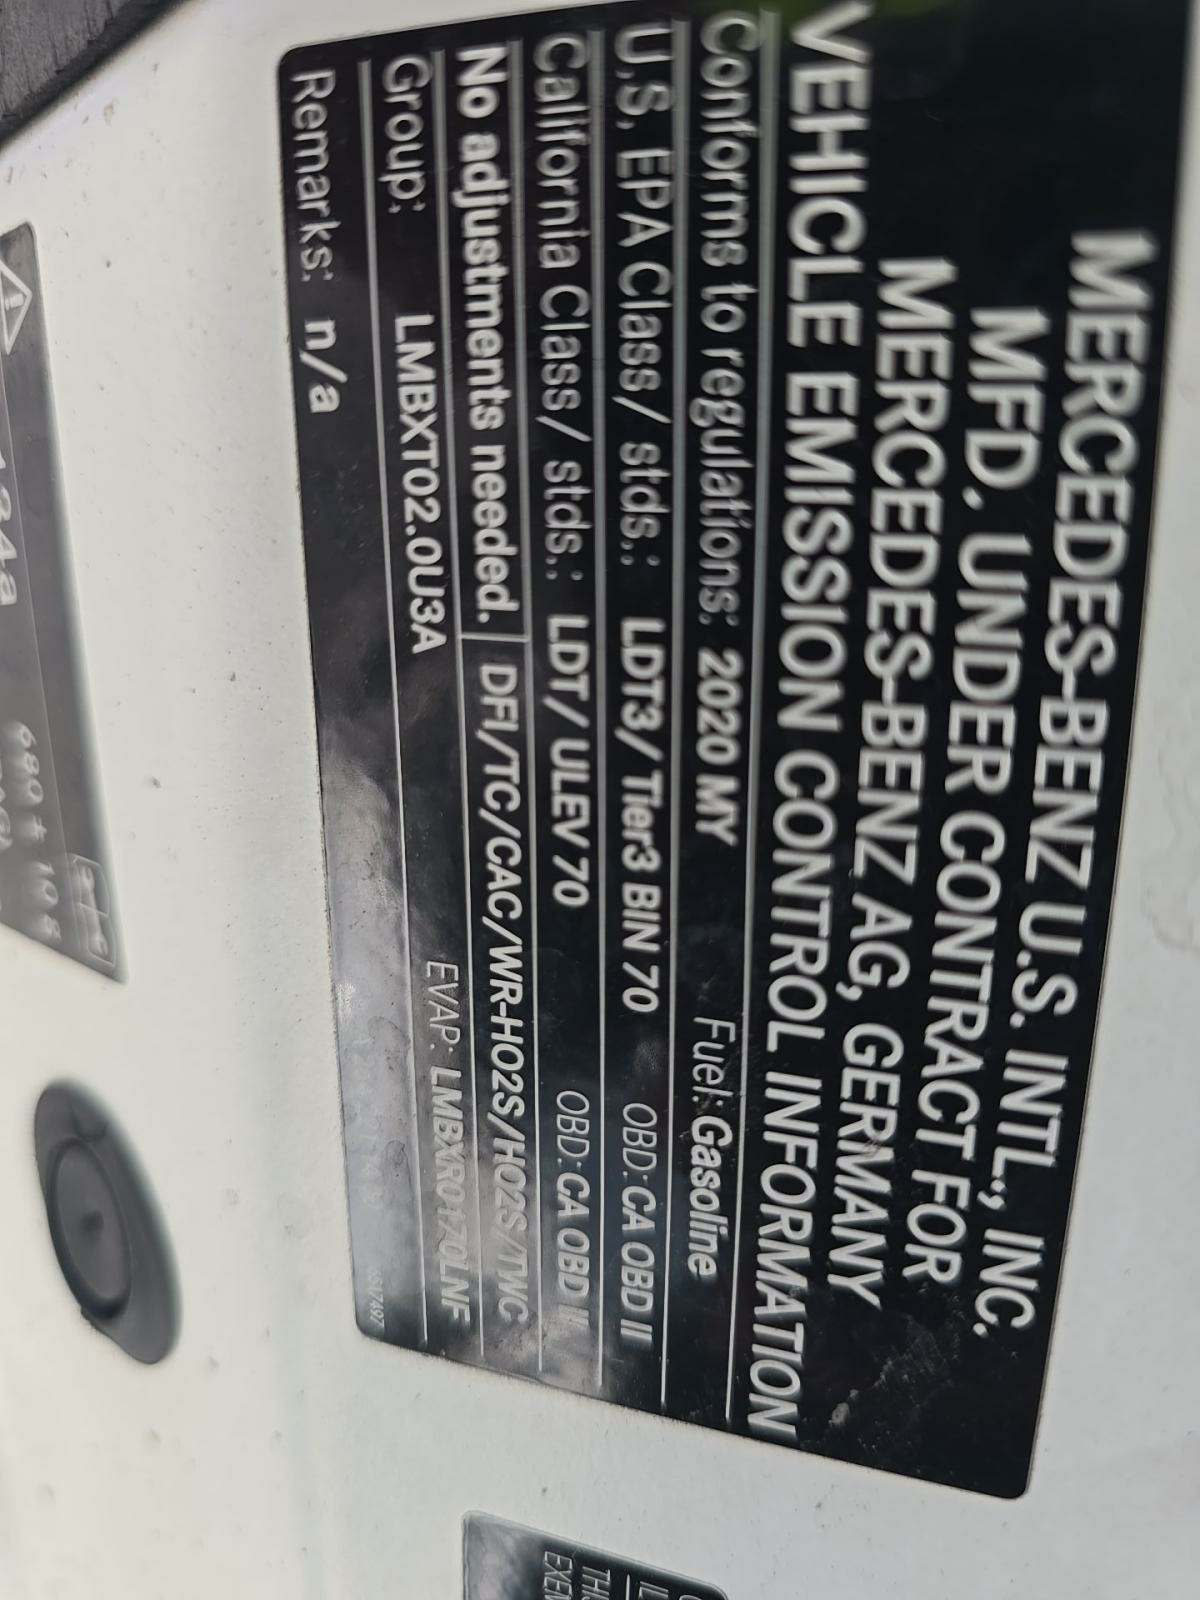 MERCEDES-BENZ U.S. INTL., INC.
MFD. UNDER CONTRACT FOR
MERCEDES-BENZ AG, GERMANY
VEHICLE EMISSION CONTROL INFORMATION
Conforms to regulations: 2020 MY Fuel: Gasoline
U.S. EPA Class/ stds.: LDT3/ Tier3 BIN 70 OBD: CA OBD II
California Class/ stds.: LDT/ ULEV 70 OBD: CA OBD II
No adjustments needed. DFI/TC/CAC/WR-HO2S/HO2S/TWC
Group: LMBXT02.0U3A EVAP: LMBXR0170LNF
Remarks: n/a
134a
680 ±
THIS